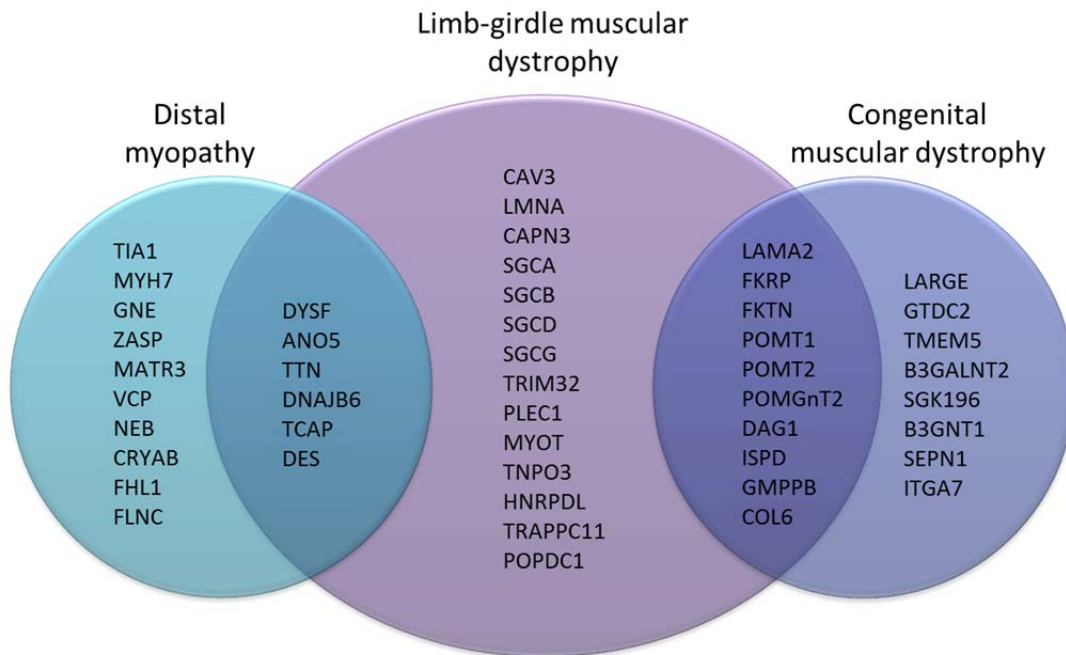 Limb-girdle muscular
dystrophy
Distal
myopathy
Congenital
muscular dystrophy
TIA1
MYH7
GNE
ZASP
MATR3
VCP
NEB
CRYAB
FHL1
FLNC
DYSF
ANO5
TTN
DNAJB6
TCAP
DES
CAV3
LMNA
CAPN3
SGCA
SGCB
SGCD
SGCG
TRIM32
PLEC1
MYOT
TNPO3
HNRPDL
TRAPPC11
POPDC1
LAMA2
FKRP
FKTN
POMT1
POMT2
POMGnT2
DAG1
ISPD
GMPPB
COL6
LARGE
GTDC2
TMEM5
B3GALNT2
SGK196
B3GNT1
SEPN1
ITGA7